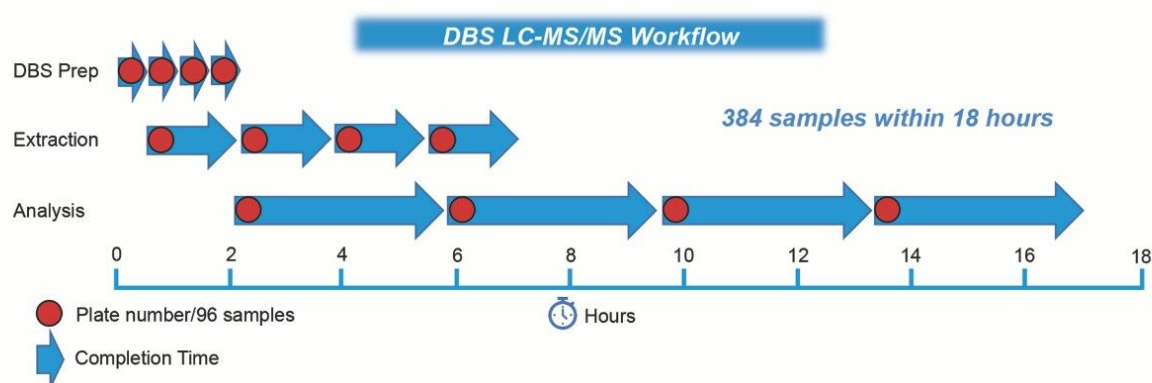 DBS LC-MS/MS Workflow
DBS Prep
384 samples within 18 hours
Extraction
Analysis
0 2 4 6 8 10 12 14 16 18
Plate number/96 samples
Hours
Completion Time